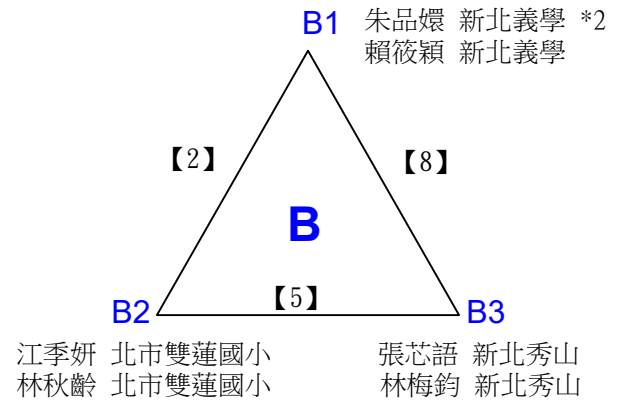 B1 朱品嬛 新北義學 *2
賴筱穎 新北義學
【2】 【8】
B
【5】
B2 B3
江季妍 北市雙蓮國小 張芯語 新北秀山
林秋齡 北市雙蓮國小 林梅鈞 新北秀山